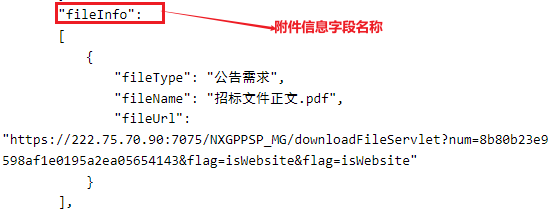 "fileInfo":
附件信息字段名称
[
{
"fileType": "公告需求",
"fileName": "招标文件正文.pdf",
"fileUrl":
"https://222.75.70.90:7075/NXGPPSP_MG/downloadFileServlet?num=8b80b23e9
598af1e0195a2ea05654143&flag=isWebsite&flag=isWebsite"
}
],